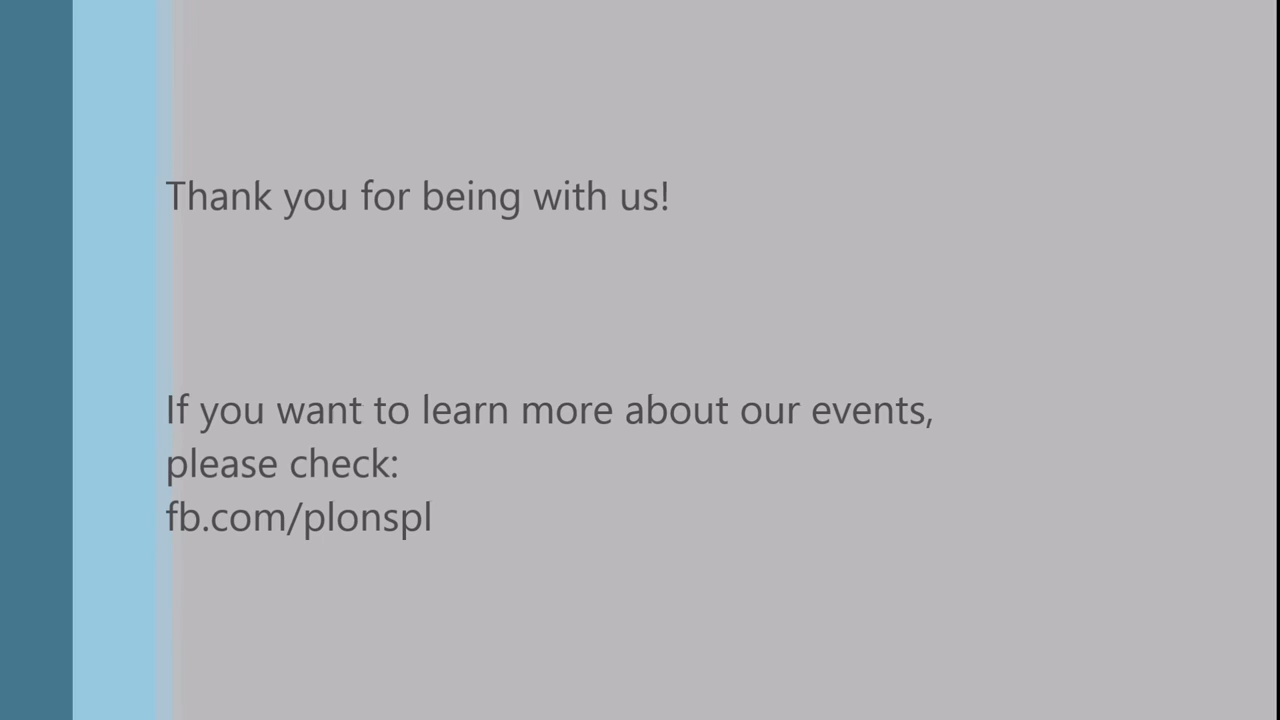 Thank you for being with us!
If you want to learn more about our events,
please check:
fb.com/plonspl